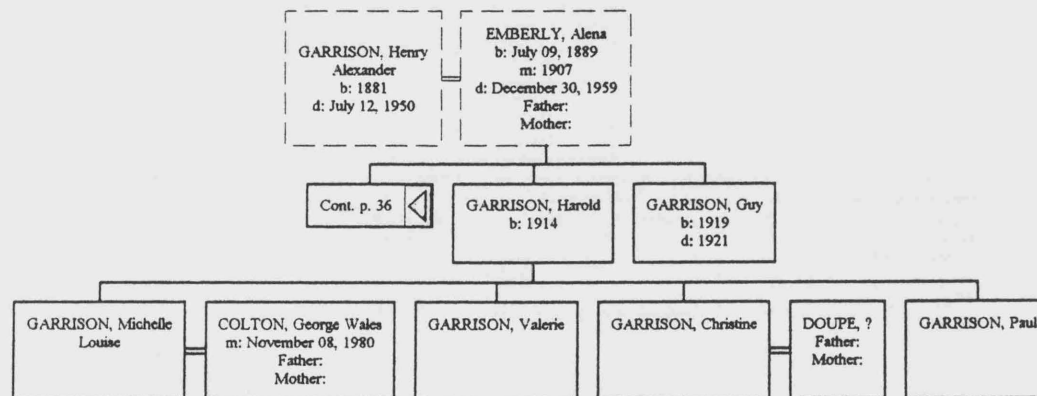 GARRISON, Henry
Alexander
b: 1881
d: July 12, 1950
EMBERLY, Alena
b: July 09, 1889
m: 1907
d: December 30, 1959
Father:
Mother:
Cont. p. 36
GARRISON, Harold
b: 1914
GARRISON, Guy
b: 1919
d: 1921
GARRISON, Michelle
Louise
COLTON, George Wales
m: November 08, 1980
Father:
Mother:
GARRISON, Valerie
GARRISON, Christine
DOUPE, ?
Father:
Mother:
GARRISON, Paul